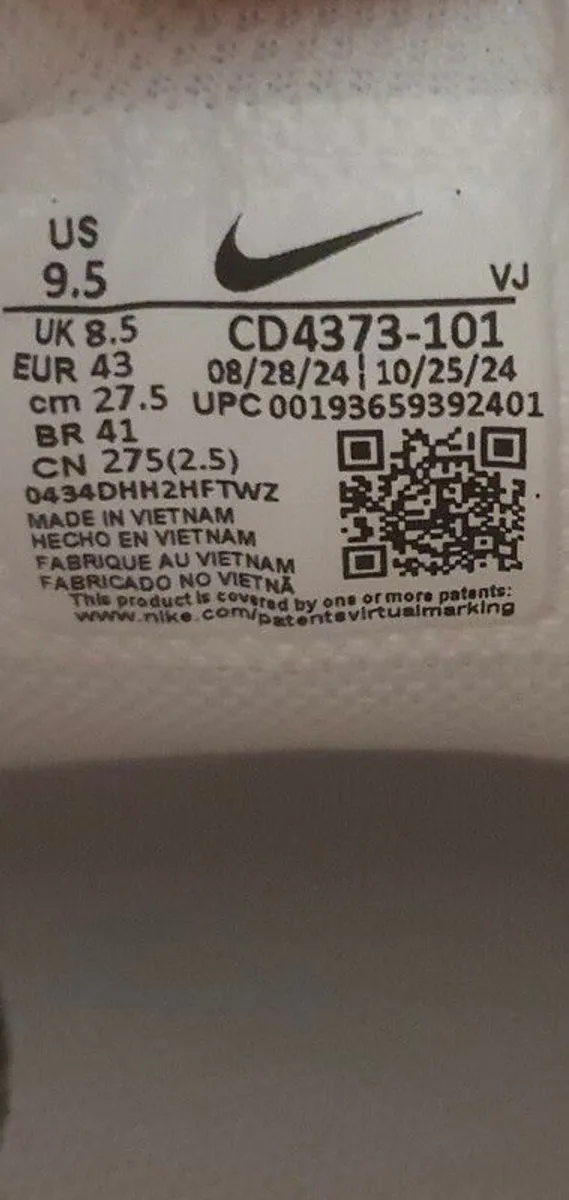 US
9.5
VJ
UK 8.5
CD4373-101
EUR 43
08/28/24 | 10/25/24
cm 27.5
UPC 00193659392401
BR 41
CN 275(2.5)
0434DHH2HFTWZ
MADE IN VIETNAM
HECHO EN VIETNAM
FABRIQUE AU VIETNAM
FABRICADO NO VIETNÃ
This product is covered by one or more patents:
www.nike.com/patentsvirtualmarking